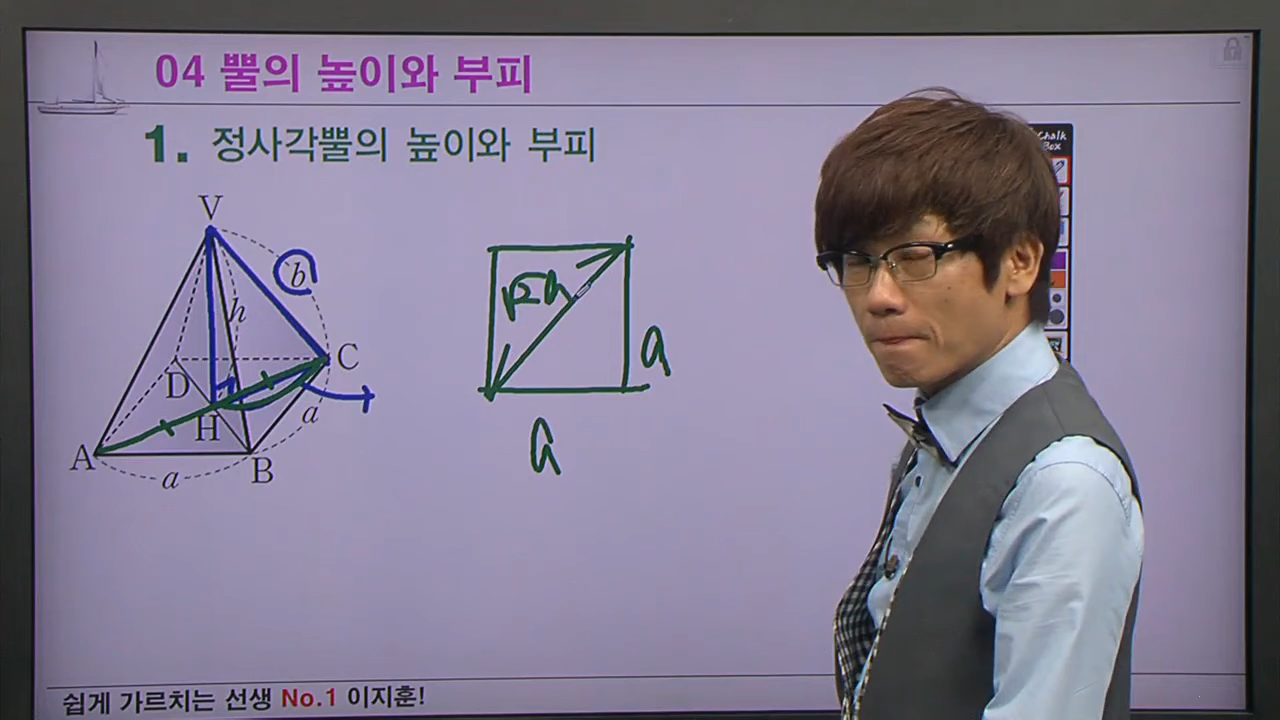 04 뿔의 높이와 부피
1. 정사각뿔의 높이와 부피
Chalk
Box
V
b
h
C
D
H
a
A
B
a
√2a
a
a
쉽게 가르치는 선생 No.1 이지훈!